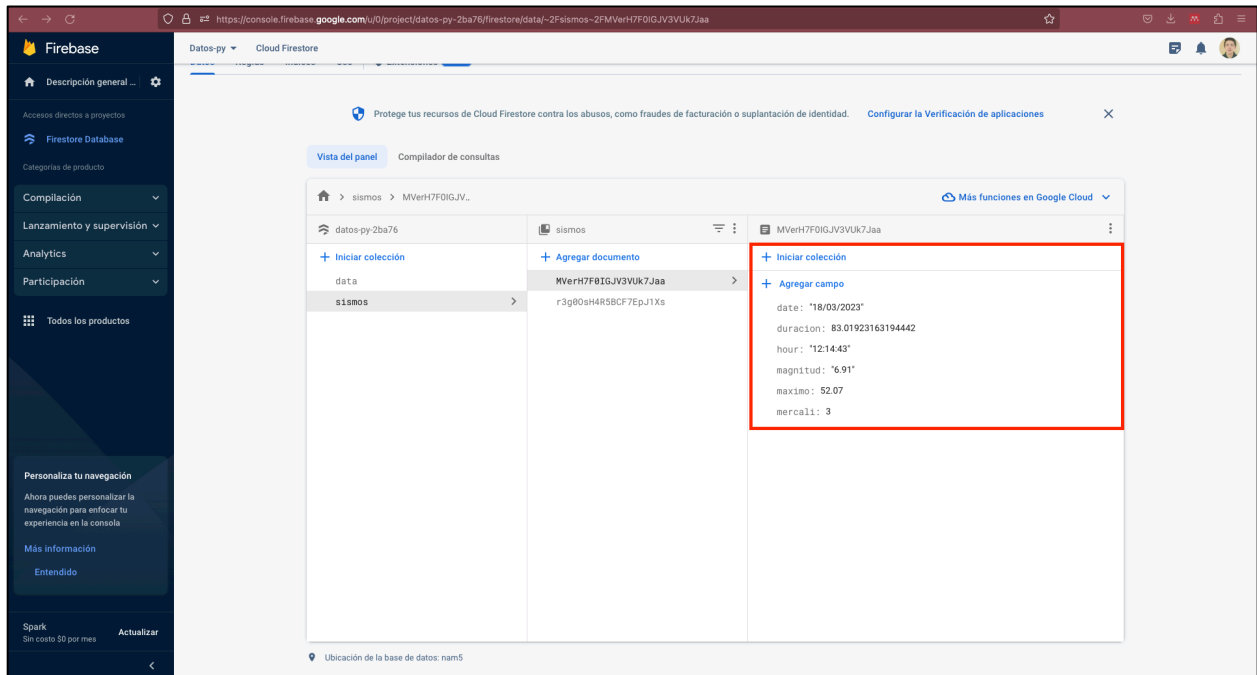 https://console.firebase.google.com/u/0/project/datos-py-2ba76/firestore/data/~2Fsismos~2FMVerH7F0IGJV3VUk7Jaa
Firebase
Datos-py
Cloud Firestore
Descripción general ...
Accesos directos a proyectos
Firestore Database
Categorías de producto
Compilación
Lanzamiento y supervisión
Analytics
Participación
Todos los productos
Personaliza tu navegación
Ahora puedes personalizar la
navegación para enfocar tu
experiencia en la consola
Más información
Entendido
Spark
Sin costo $0 por mes
Actualizar
Datos Reglas Índices Uso Extensiones
Protege tus recursos de Cloud Firestore contra los abusos, como fraudes de facturación o suplantación de identidad. Configurar la Verificación de aplicaciones
Vista del panel Compilador de consultas
> sismos > MVerH7F0IGJV..
Más funciones en Google Cloud
datos-py-2ba76
+ Iniciar colección
data
sismos
sismos
+ Agregar documento
MVerH7F0IGJV3VUk7Jaa
r3g0OsH4R5BCF7EpJ1Xs
MVerH7F0IGJV3VUk7Jaa
+ Iniciar colección
+ Agregar campo
date: "18/03/2023"
duracion: 83.01923163194442
hour: "12:14:43"
magnitud: "6.91"
maximo: 52.07
mercali: 3
Ubicación de la base de datos: nam5